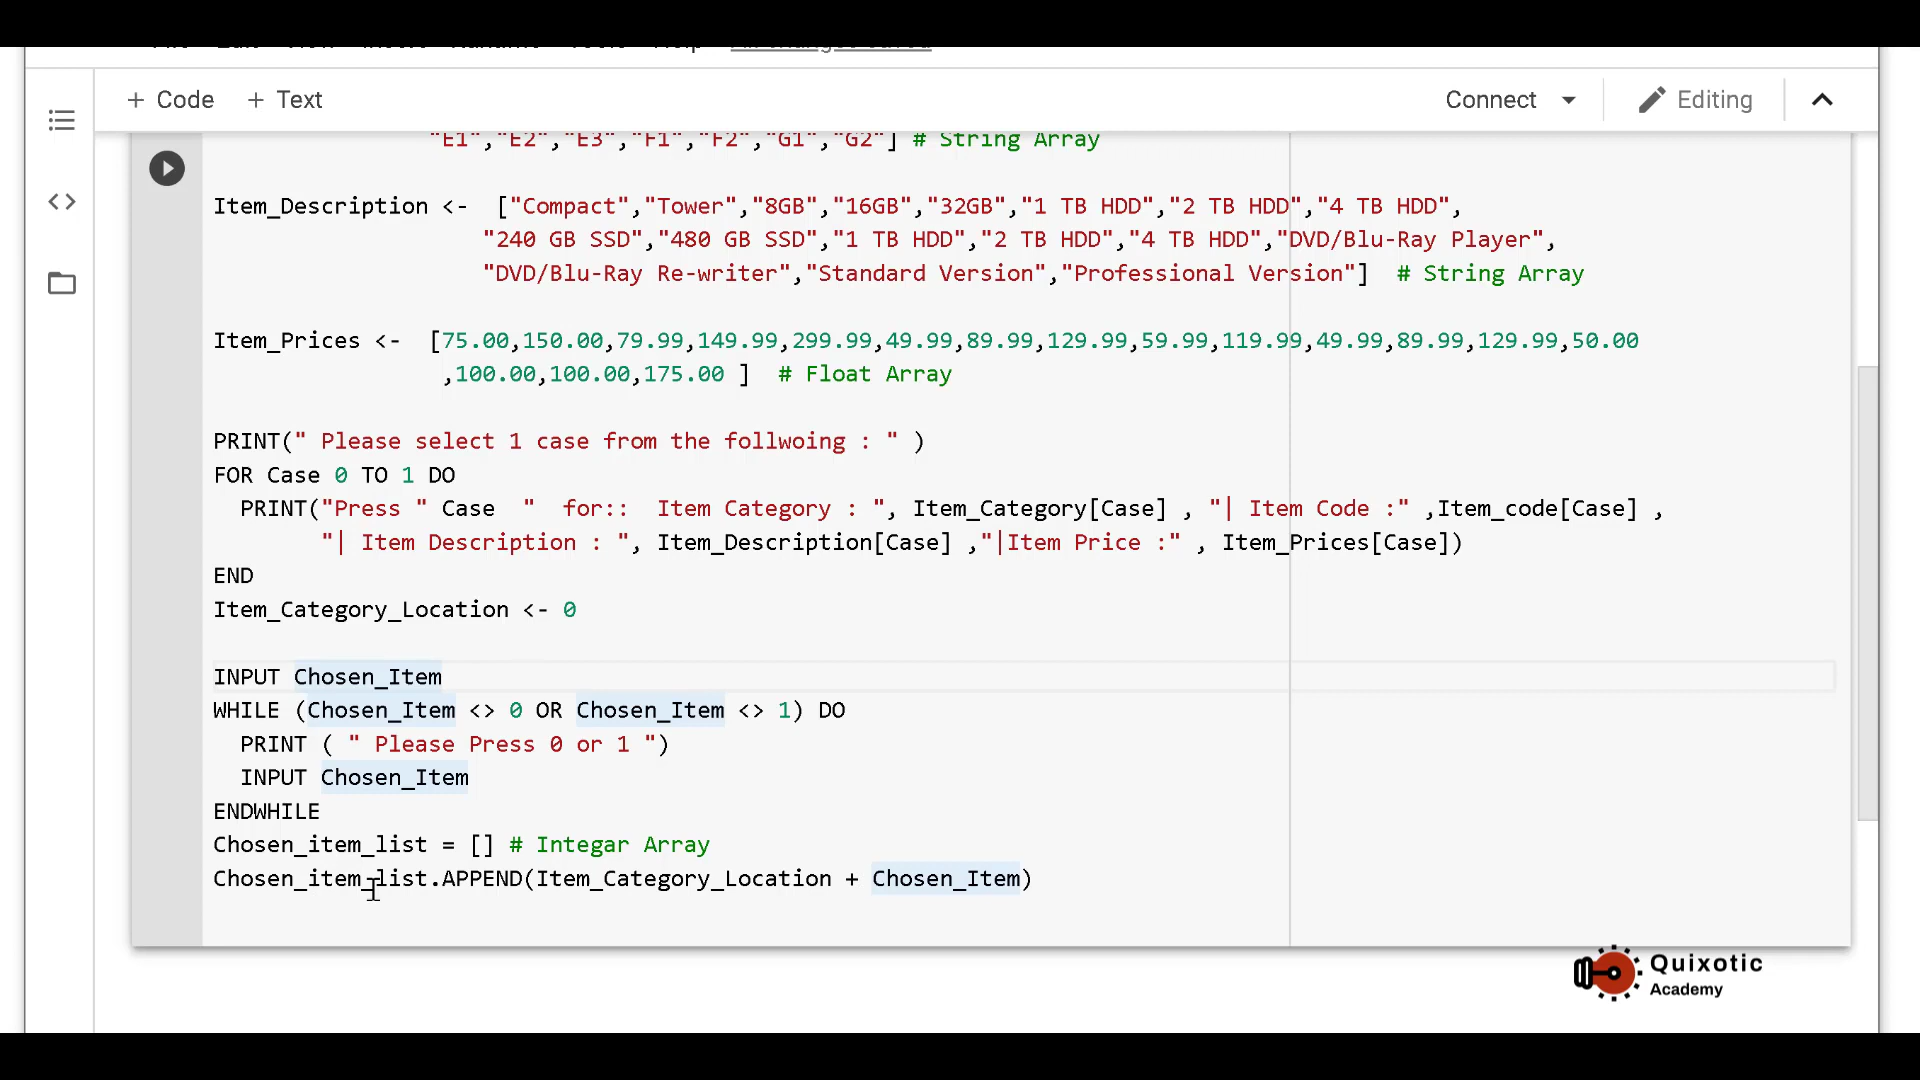 + Code + Text Connect Editing
"E1","E2","E3","F1","F2","G1","G2"] # String Array
Item_Description <- ["Compact","Tower","8GB","16GB","32GB","1 TB HDD","2 TB HDD","4 TB HDD",
"240 GB SSD","480 GB SSD","1 TB HDD","2 TB HDD","4 TB HDD","DVD/Blu-Ray Player",
"DVD/Blu-Ray Re-writer","Standard Version","Professional Version"] # String Array
Item_Prices <- [75.00,150.00,79.99,149.99,299.99,49.99,89.99,129.99,59.99,119.99,49.99,89.99,129.99,50.00
,100.00,100.00,175.00 ] # Float Array
PRINT(" Please select 1 case from the follwoing : " )
FOR Case 0 TO 1 DO
PRINT("Press " Case " for:: Item Category : ", Item_Category[Case] , "| Item Code :" ,Item_code[Case] ,
"| Item Description : ", Item_Description[Case] ,"|Item Price :" , Item_Prices[Case])
END
Item_Category_Location <- 0
INPUT Chosen_Item
WHILE (Chosen_Item <> 0 OR Chosen_Item <> 1) DO
PRINT ( " Please Press 0 or 1 ")
INPUT Chosen_Item
ENDWHILE
Chosen_item_list = [] # Integar Array
Chosen_item_list.APPEND(Item_Category_Location + Chosen_Item)
Quixotic
Academy